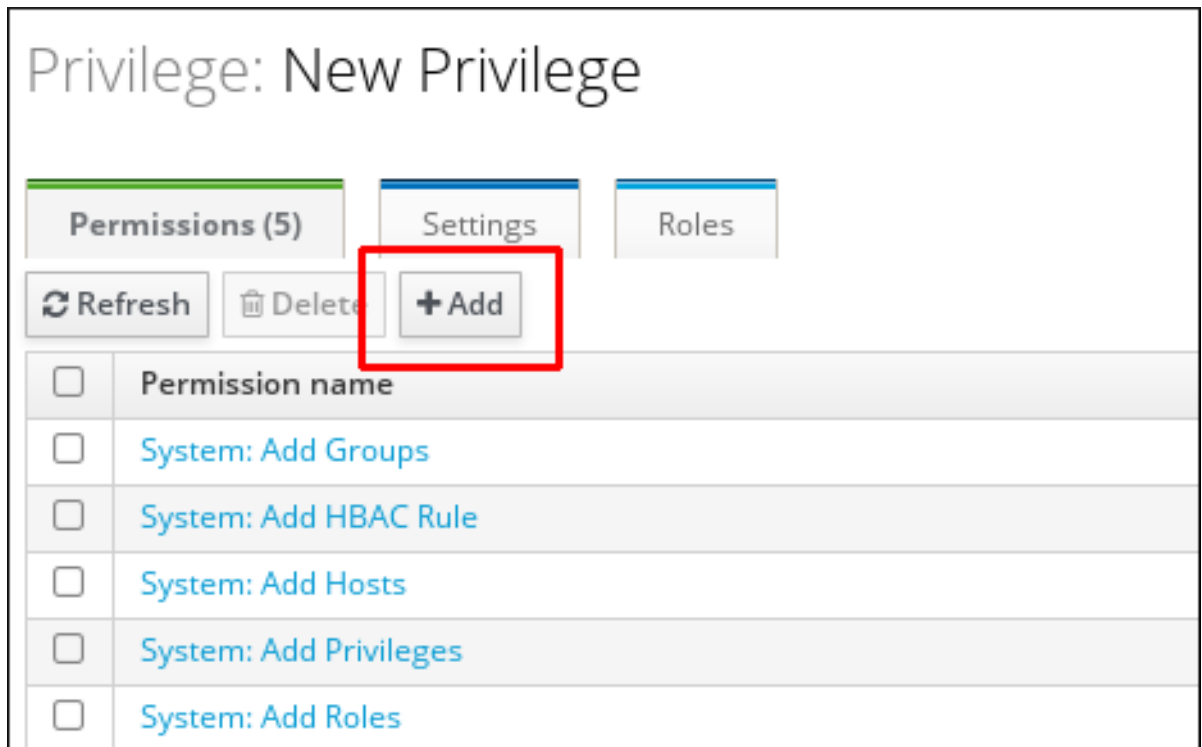 Privilege: New Privilege
Permissions (5) Settings Roles
Refresh Delete Add
Permission name
System: Add Groups
System: Add HBAC Rule
System: Add Hosts
System: Add Privileges
System: Add Roles